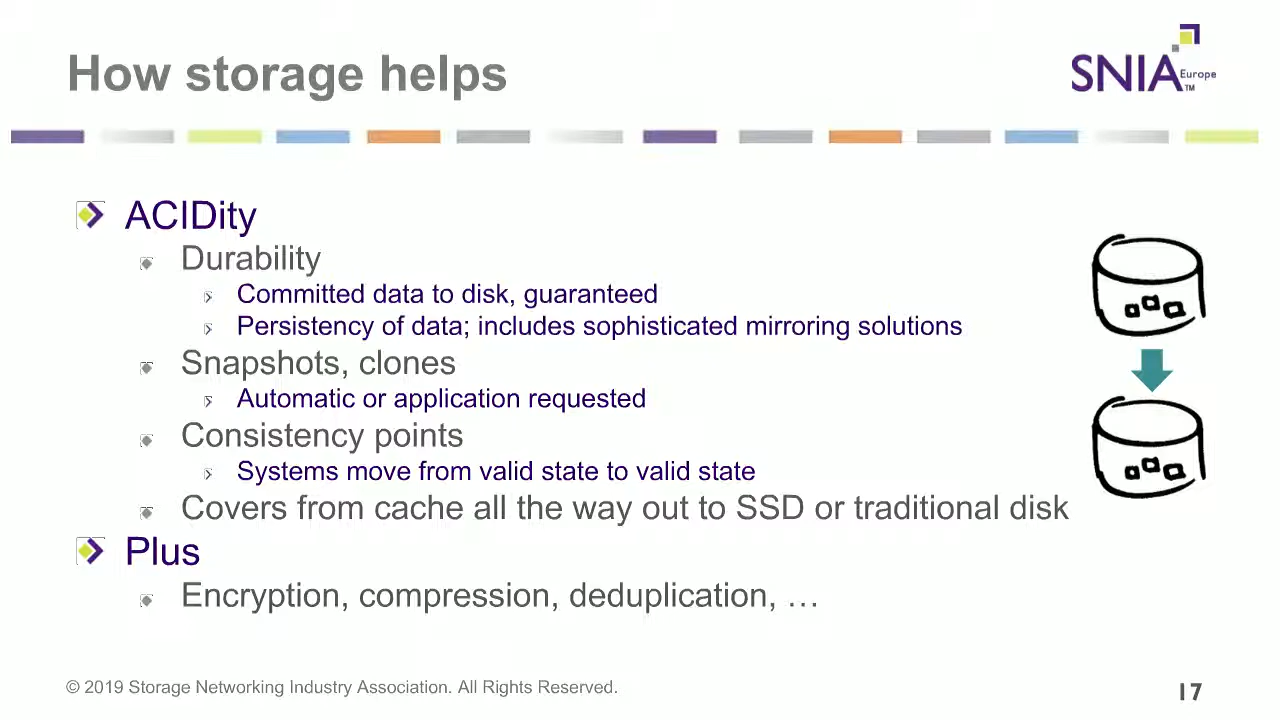 How storage helps
SNIA Europe ™
ACIDity
Durability
Committed data to disk, guaranteed
Persistency of data; includes sophisticated mirroring solutions
Snapshots, clones
Automatic or application requested
Consistency points
Systems move from valid state to valid state
Covers from cache all the way out to SSD or traditional disk
Plus
Encryption, compression, deduplication, …
© 2019 Storage Networking Industry Association. All Rights Reserved.
17